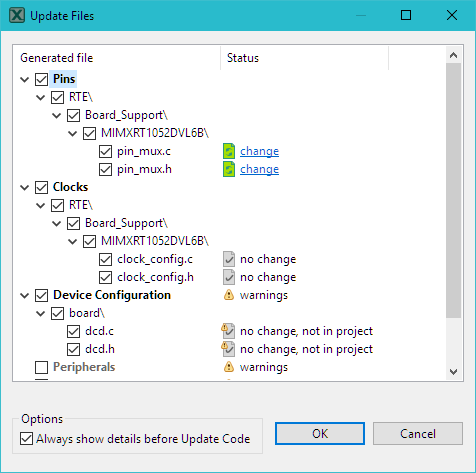 Update Files
Generated file Status
Pins
RTE\
Board_Support\
MIMXRT1052DVL6B\
pin_mux.c change
pin_mux.h change
Clocks
RTE\
Board_Support\
MIMXRT1052DVL6B\
clock_config.c no change
clock_config.h no change
Device Configuration warnings
board\
dcd.c no change, not in project
dcd.h no change, not in project
Peripherals warnings
Options
Always show details before Update Code
OK Cancel